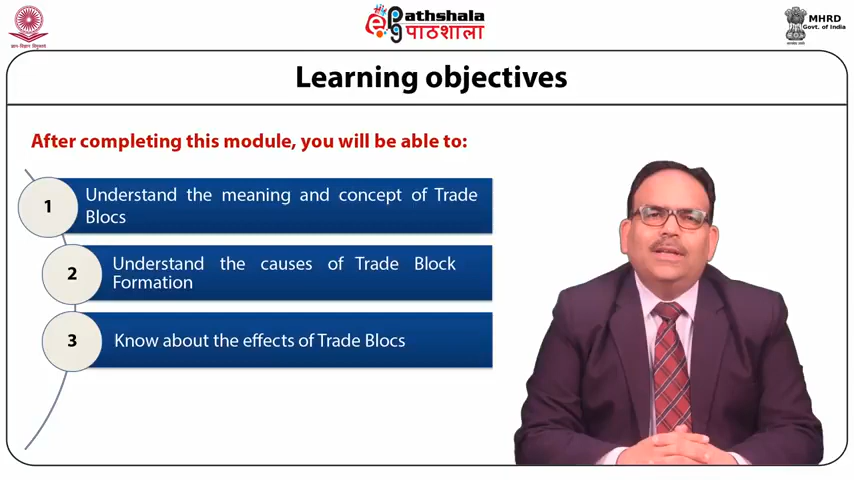 ज्ञान-विज्ञान विमुक्तये
e Pathshala
pg पाठशाला
MHRD
Govt. of India
Learning objectives
After completing this module, you will be able to:
1
Understand the meaning and concept of Trade
Blocs
2
Understand the causes of Trade Block
Formation
3
Know about the effects of Trade Blocs